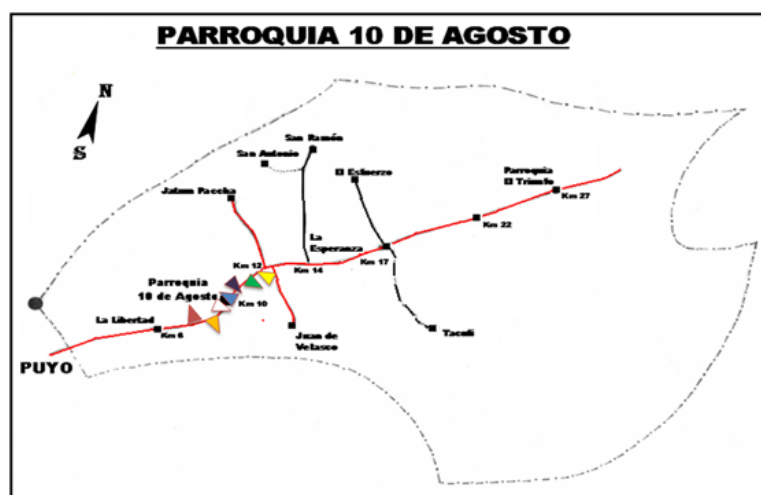 PARROQUIA 10 DE AGOSTO
N
S
San Ramón
San Antonio
El Esfuerzo
Parroquia
El Triunfo
Km 27
Jatum Paccha
Km 22
La
Esperanza
Km 17
Km 12
Km 14
Parroquia
10 de Agosto
Km 10
La Libertad
Km 6
Juan de
Velasco
Taculi
PUYO